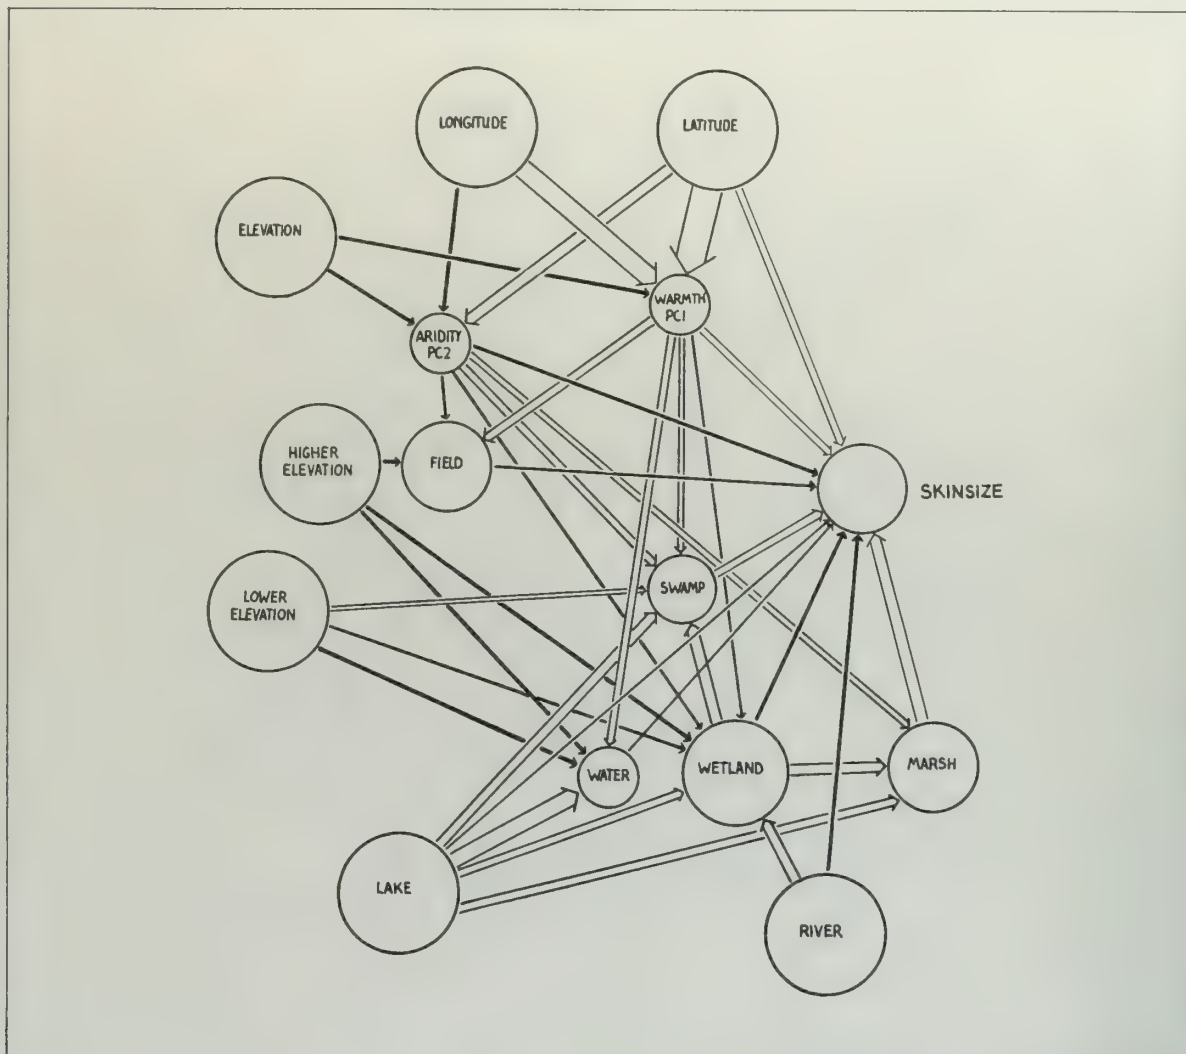 LONGITUDE
LATITUDE
ELEVATION
WARMTH
PC1
ARIDITY
PC2
HIGHER
ELEVATION
FIELD
SKINSIZE
SWAMP
LOWER
ELEVATION
WATER
WETLAND
MARSH
LAKE
RIVER